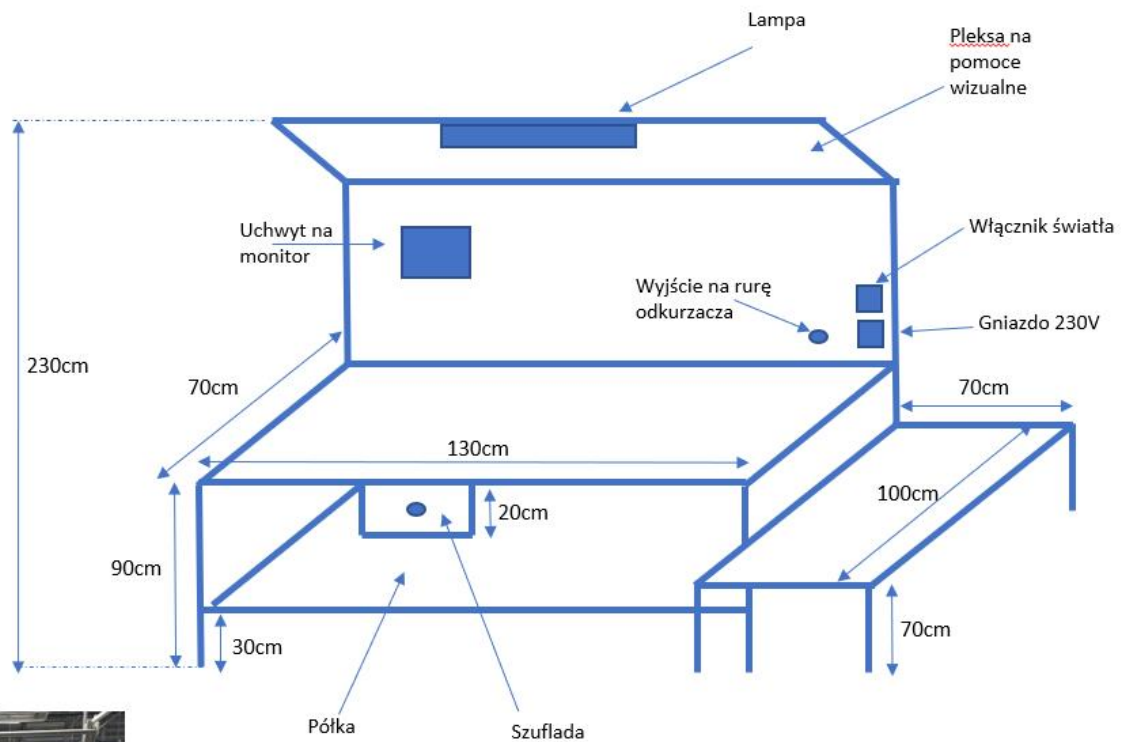 Lampa
Pleksa na
pomoce
wizualne
Uchwyt na
monitor
Włącznik światła
Wyjście na rurę
odkurzacza
Gniazdo 230V
230cm
70cm
70cm
130cm
100cm
20cm
90cm
30cm
70cm
Półka
Szuflada